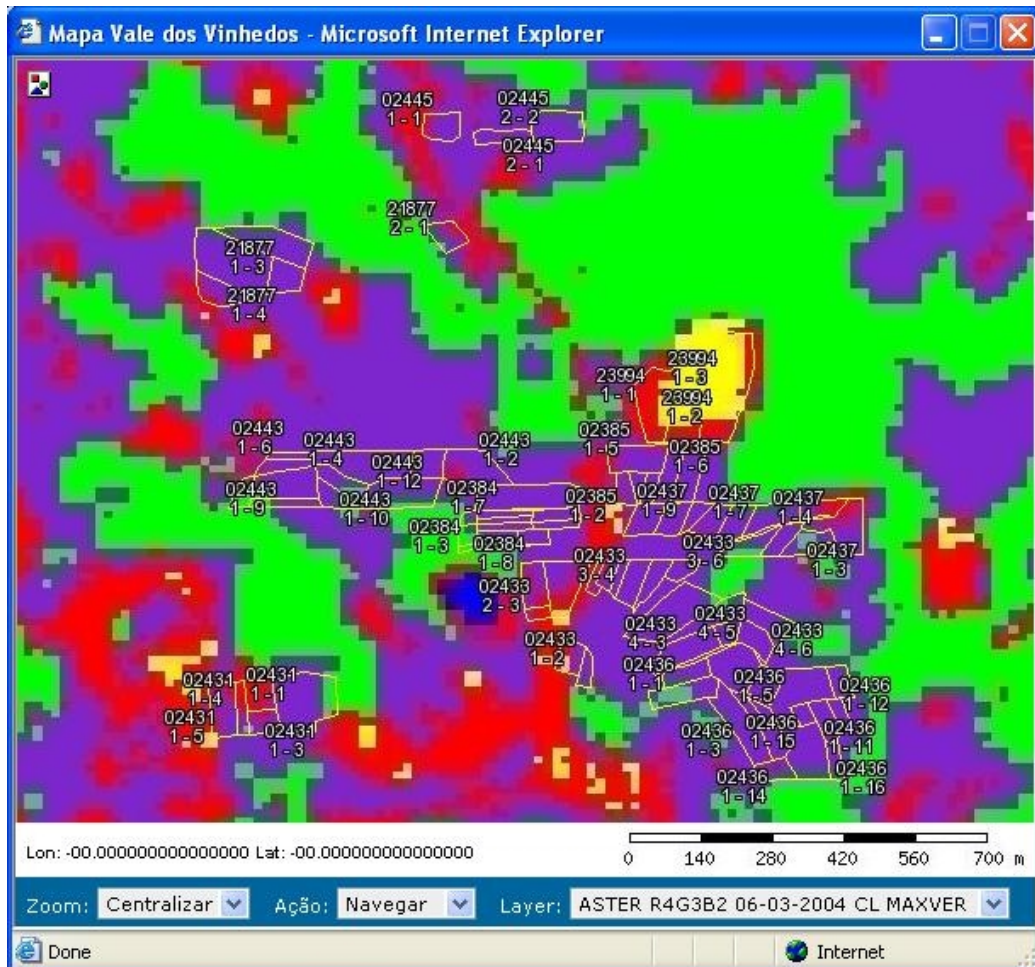 Mapa Vale dos Vinhedos - Microsoft Internet Explorer
02445
1 - 1
02445
2 - 2
02445
2 - 1
21877
2 - 1
21877
1 - 3
21877
1 - 4
23994
1 - 3
23994
1 - 1
23994
1 - 2
02443
1 - 6
02443
1 - 4
02443
1 - 12
02443
1 - 2
02385
1 - 5
02385
1 - 6
02443
1 - 9
02443
1 - 10
02384
1 - 7
02385
1 - 2
02437
1 - 9
02437
1 - 7
02437
1 - 4
02384
1 - 3
02384
1 - 8
02433
3 - 4
02433
3 - 6
02437
1 - 3
02433
2 - 3
02433
1 - 2
02433
4 - 3
02433
4 - 5
02433
4 - 6
02436
1 - 1
02436
1 - 5
02436
1 - 12
02431
1 - 4
02431
1 - 1
02431
1 - 5
02431
1 - 3
02436
1 - 3
02436
1 - 15
02436
1 - 11
02436
1 - 14
02436
1 - 16
Lon: -00.000000000000000 Lat: -00.000000000000000
0 140 280 420 560 700 m
Zoom: Centralizar Ação: Navegar Layer: ASTER R4G3B2 06-03-2004 CL MAXVER
Done Internet